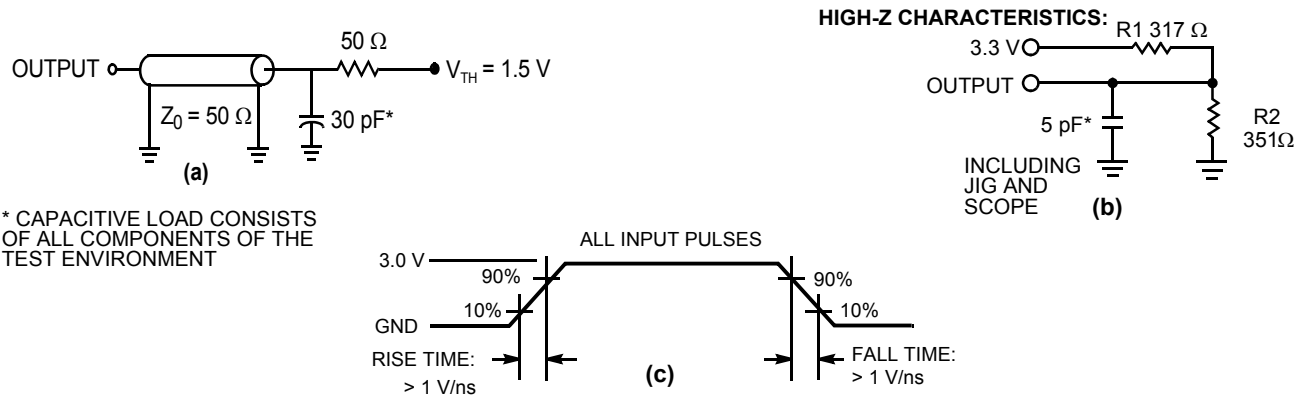 OUTPUT
50 Ω
V_TH = 1.5 V
Z_0 = 50 Ω
30 pF*
(a)
* CAPACITIVE LOAD CONSISTS
OF ALL COMPONENTS OF THE
TEST ENVIRONMENT
HIGH-Z CHARACTERISTICS:
R1 317 Ω
3.3 V
OUTPUT
5 pF*
R2
351Ω
INCLUDING
JIG AND
SCOPE
(b)
ALL INPUT PULSES
3.0 V
90%
10%
GND
90%
10%
RISE TIME:
> 1 V/ns
FALL TIME:
> 1 V/ns
(c)